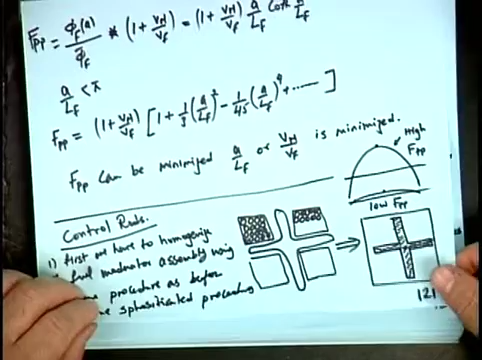 F_pp = φ_f(a) / φ̄_f * (1 + V_M/V_f) = (1 + V_M/V_f) a/L_f coth a/L_f
a/L_f < π
F_pp = (1 + V_M/V_f) [1 + 1/3 (a/L_f)² - 1/45 (a/L_f)⁴ + ...... ]
F_pp can be minimized a/L_f or V_M/V_f is minimized.
High
F_pp
low F_pp
Control Rods.
1) first we have to homogenize
fuel moderator assembly using
procedure as before
sphisiticated procedure
121